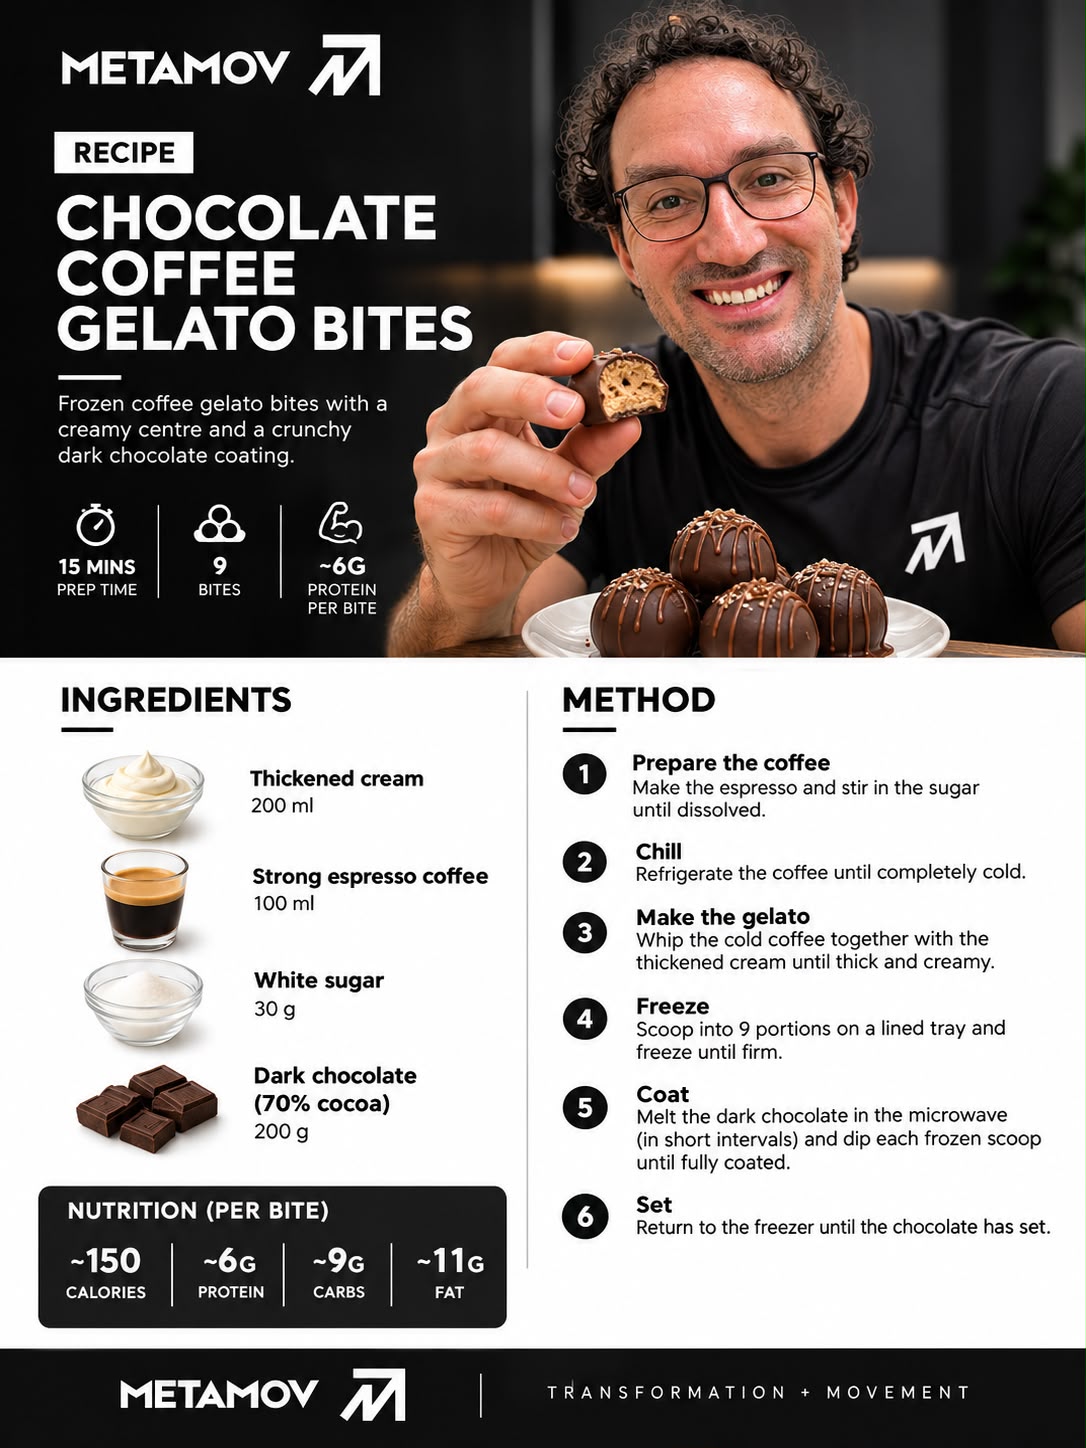 METAMOV
RECIPE
CHOCOLATE
COFFEE
GELATO BITES
Frozen coffee gelato bites with a
creamy centre and a crunchy
dark chocolate coating.
15 MINS
PREP TIME
9
BITES
~6G
PROTEIN
PER BITE
INGREDIENTS
Thickened cream
200 ml
Strong espresso coffee
100 ml
White sugar
30 g
Dark chocolate
(70% cocoa)
200 g
NUTRITION (PER BITE)
~150
CALORIES
~6G
PROTEIN
~9G
CARBS
~11G
FAT
METHOD
1
Prepare the coffee
Make the espresso and stir in the sugar
until dissolved.
2
Chill
Refrigerate the coffee until completely cold.
3
Make the gelato
Whip the cold coffee together with the
thickened cream until thick and creamy.
4
Freeze
Scoop into 9 portions on a lined tray and
freeze until firm.
5
Coat
Melt the dark chocolate in the microwave
(in short intervals) and dip each frozen scoop
until fully coated.
6
Set
Return to the freezer until the chocolate has set.
METAMOV
TRANSFORMATION + MOVEMENT